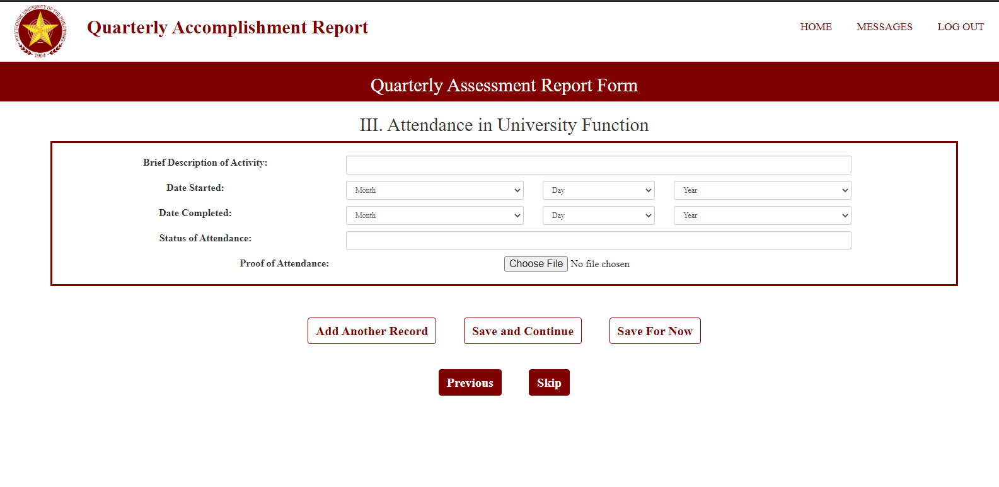 POLYTECHNIC UNIVERSITY OF THE PHILIPPINES
1904
Quarterly Accomplishment Report
HOME MESSAGES LOG OUT
Quarterly Assessment Report Form
III. Attendance in University Function
Brief Description of Activity:
Date Started: Month Day Year
Date Completed: Month Day Year
Status of Attendance:
Proof of Attendance: Choose File No file chosen
Add Another Record Save and Continue Save For Now
Previous Skip